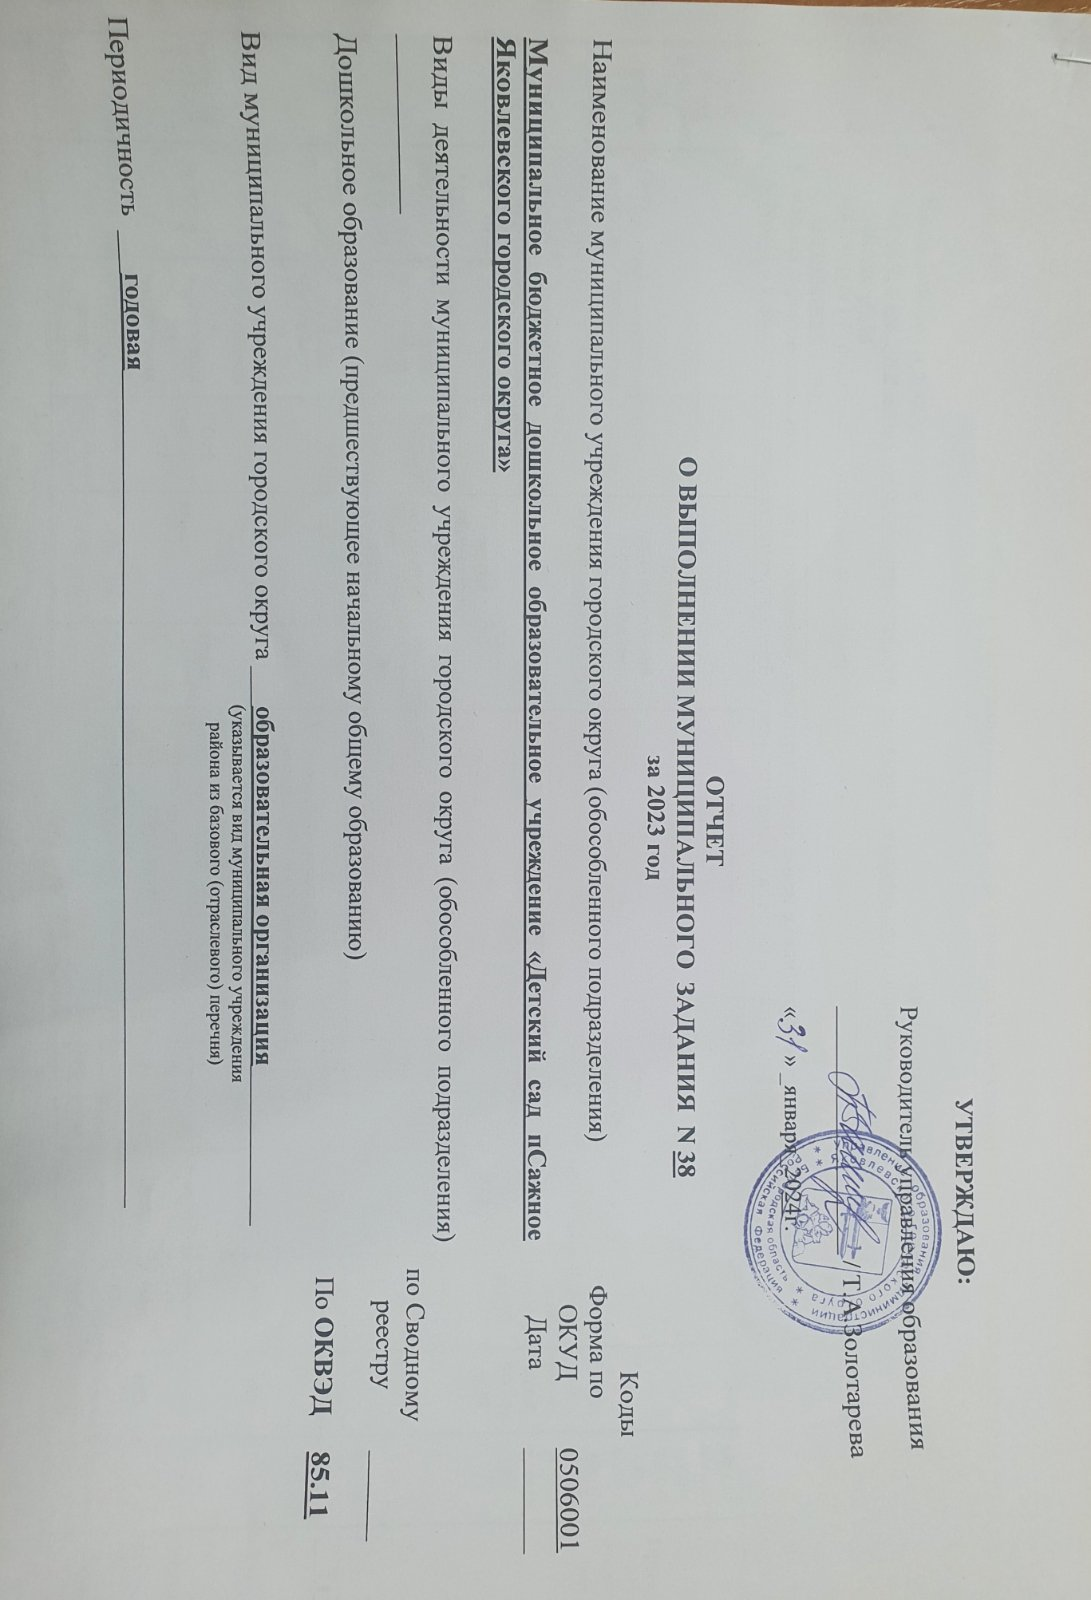 УТВЕРЖДАЮ:
Руководитель управления образования
/ Т.А.Золотарева
«31» _января_2024г.
ОТЧЕТ
О ВЫПОЛНЕНИИ МУНИЦИПАЛЬНОГО ЗАДАНИЯ N 38
за 2023 год
Коды
Наименование муниципального учреждения городского округа (обособленного подразделения)
Форма по
ОКУД 0506001
Муниципальное бюджетное дошкольное образовательное учреждение «Детский сад пСажное
Дата
Яковлевского городского округа»
Виды деятельности муниципального учреждения городского округа (обособленного подразделения)
по Сводному
реестру
Дошкольное образование (предшествующее начальному общему образованию)
По ОКВЭД 85.11
Вид муниципального учреждения городского округа образовательная организация
(указывается вид муниципального учреждения
района из базового (отраслевого) перечня)
Периодичность годовая